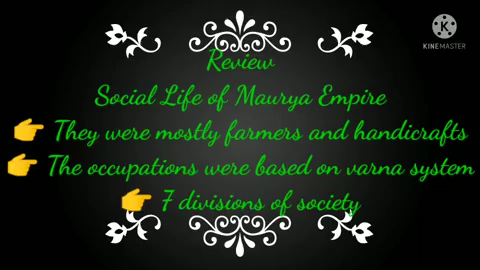 KINEMASTER
Review
Social Life of Maurya Empire
👉 They were mostly farmers and handicrafts
👉 The occupations were based on varna system
👉 7 divisions of society